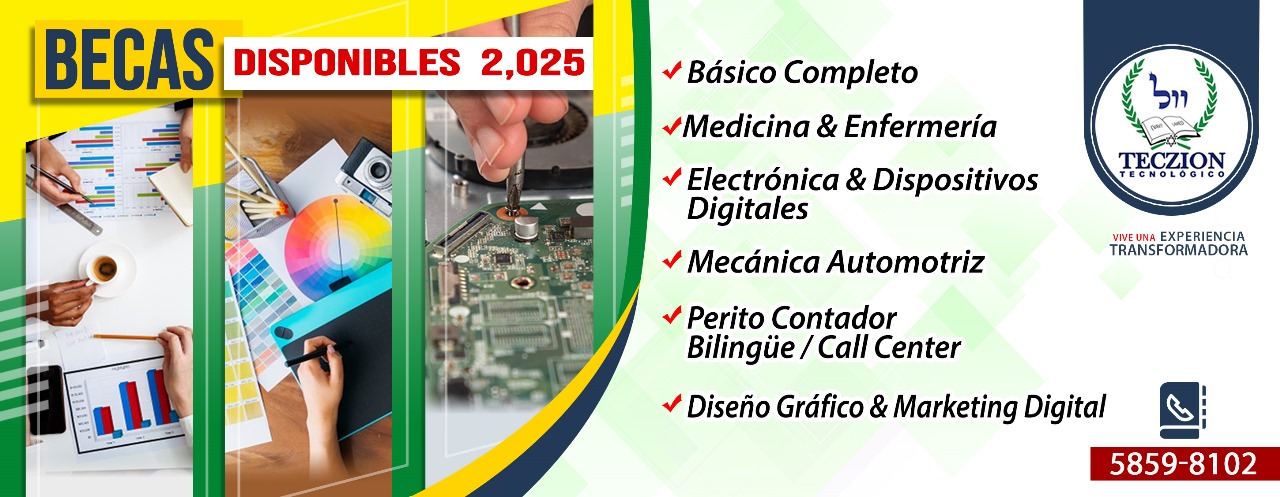 BECAS
DISPONIBLES 2,025
Básico Completo
Medicina & Enfermería
Electrónica & Dispositivos
Digitales
Mecánica Automotriz
Perito Contador
Bilingüe / Call Center
Diseño Gráfico & Marketing Digital
TECZION
TECNOLÓGICO
VIVE UNA EXPERIENCIA
TRANSFORMADORA
5859-8102